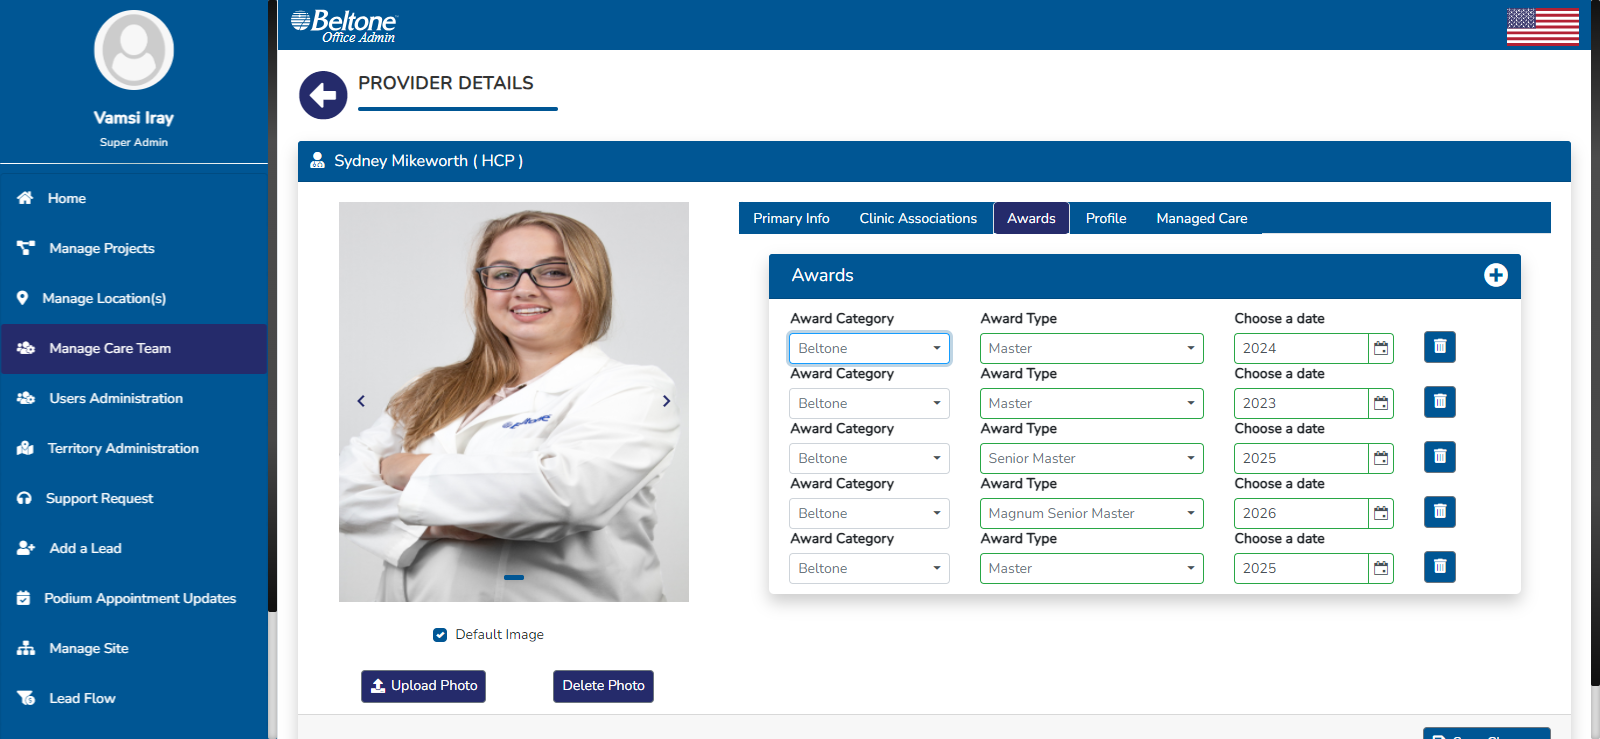 Beltone
Office Admin
Vamsi Iray
Super Admin
Home
Manage Projects
Manage Location(s)
Manage Care Team
Users Administration
Territory Administration
Support Request
Add a Lead
Podium Appointment Updates
Manage Site
Lead Flow
PROVIDER DETAILS
Sydney Mikeworth ( HCP )
Beltone
Default Image
Upload Photo Delete Photo
Primary Info Clinic Associations Awards Profile Managed Care
Awards
Award Category Award Type Choose a date
Beltone Master 2024
Award Category Award Type Choose a date
Beltone Master 2023
Award Category Award Type Choose a date
Beltone Senior Master 2025
Award Category Award Type Choose a date
Beltone Magnum Senior Master 2026
Award Category Award Type Choose a date
Beltone Master 2025